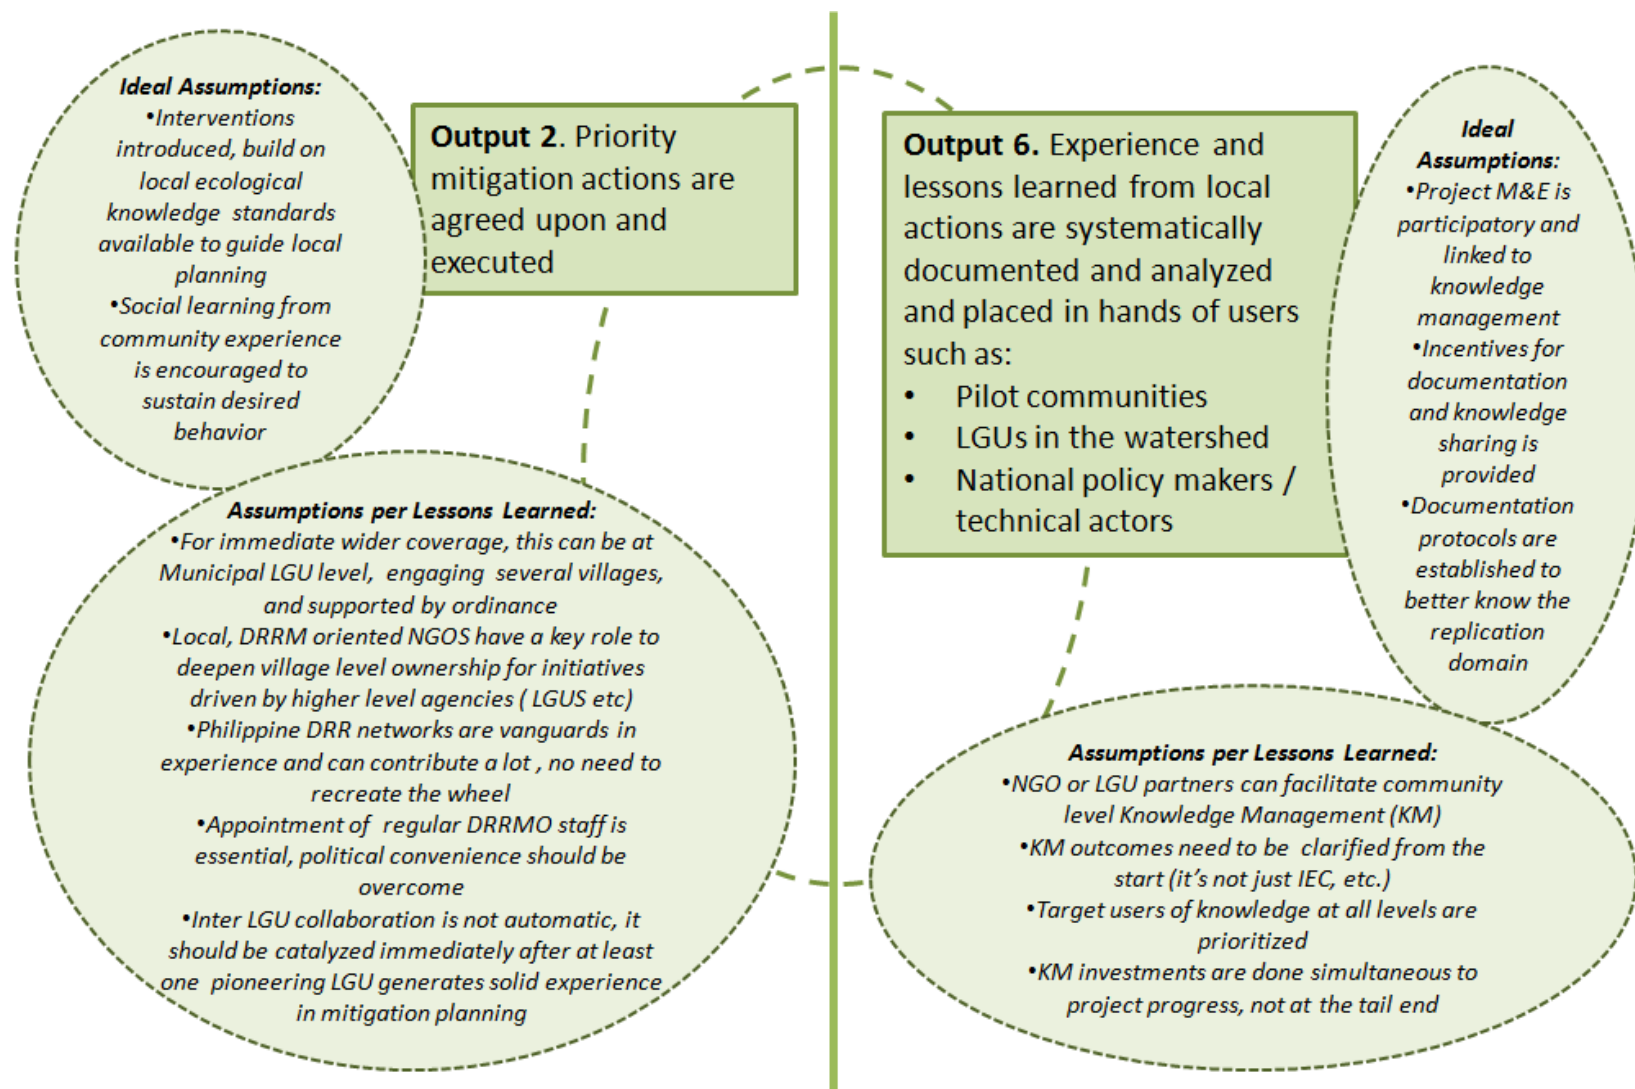 Ideal Assumptions:
•Interventions
introduced, build on
local ecological
knowledge standards
available to guide local
planning
•Social learning from
community experience
is encouraged to
sustain desired
behavior
Output 2. Priority
mitigation actions are
agreed upon and
executed
Assumptions per Lessons Learned:
•For immediate wider coverage, this can be at
Municipal LGU level, engaging several villages,
and supported by ordinance
•Local, DRRM oriented NGOS have a key role to
deepen village level ownership for initiatives
driven by higher level agencies ( LGUS etc)
•Philippine DRR networks are vanguards in
experience and can contribute a lot , no need to
recreate the wheel
•Appointment of regular DRRMO staff is
essential, political convenience should be
overcome
•Inter LGU collaboration is not automatic, it
should be catalyzed immediately after at least
one pioneering LGU generates solid experience
in mitigation planning
Output 6. Experience and
lessons learned from local
actions are systematically
documented and analyzed
and placed in hands of users
such as:
• Pilot communities
• LGUs in the watershed
• National policy makers /
technical actors
Ideal
Assumptions:
•Project M&E is
participatory and
linked to
knowledge
management
•Incentives for
documentation
and knowledge
sharing is
provided
•Documentation
protocols are
established to
better know the
replication
domain
Assumptions per Lessons Learned:
•NGO or LGU partners can facilitate community
level Knowledge Management (KM)
•KM outcomes need to be clarified from the
start (it's not just IEC, etc.)
•Target users of knowledge at all levels are
prioritized
•KM investments are done simultaneous to
project progress, not at the tail end